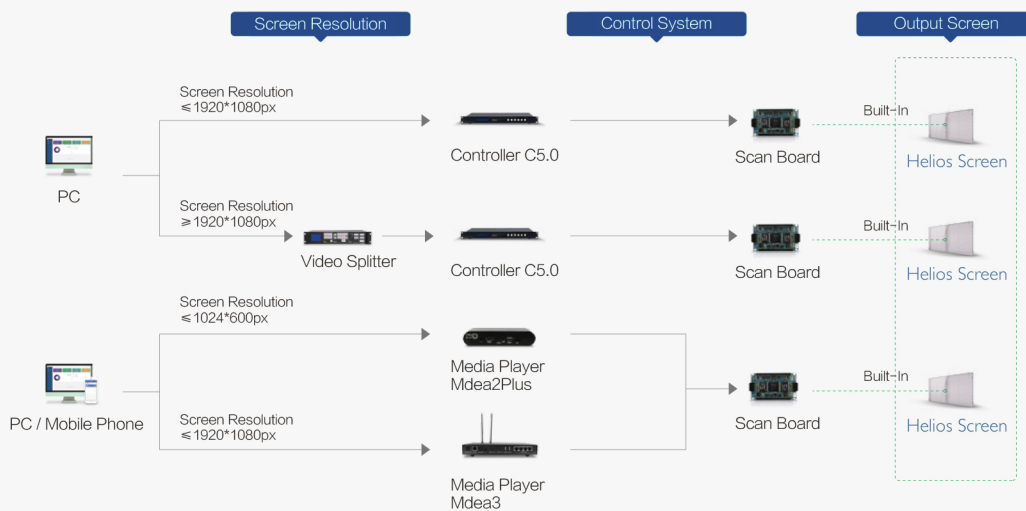 Screen Resolution
Control System
Output Screen
Screen Resolution
≤1920*1080px
Built-In
Controller C5.0
Scan Board
Helios Screen
PC
Screen Resolution
≥1920*1080px
Built-In
Video Splitter
Controller C5.0
Scan Board
Helios Screen
Screen Resolution
≤1024*600px
Media Player
Mdea2Plus
Built-In
PC / Mobile Phone
Screen Resolution
≤1920*1080px
Scan Board
Helios Screen
Media Player
Mdea3